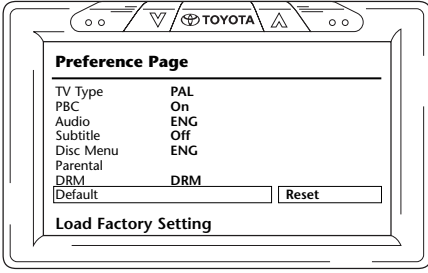 TOYOTA
Preference Page
TV Type PAL
PBC On
Audio ENG
Subtitle Off
Disc Menu ENG
Parental
DRM DRM
Default Reset
Load Factory Setting